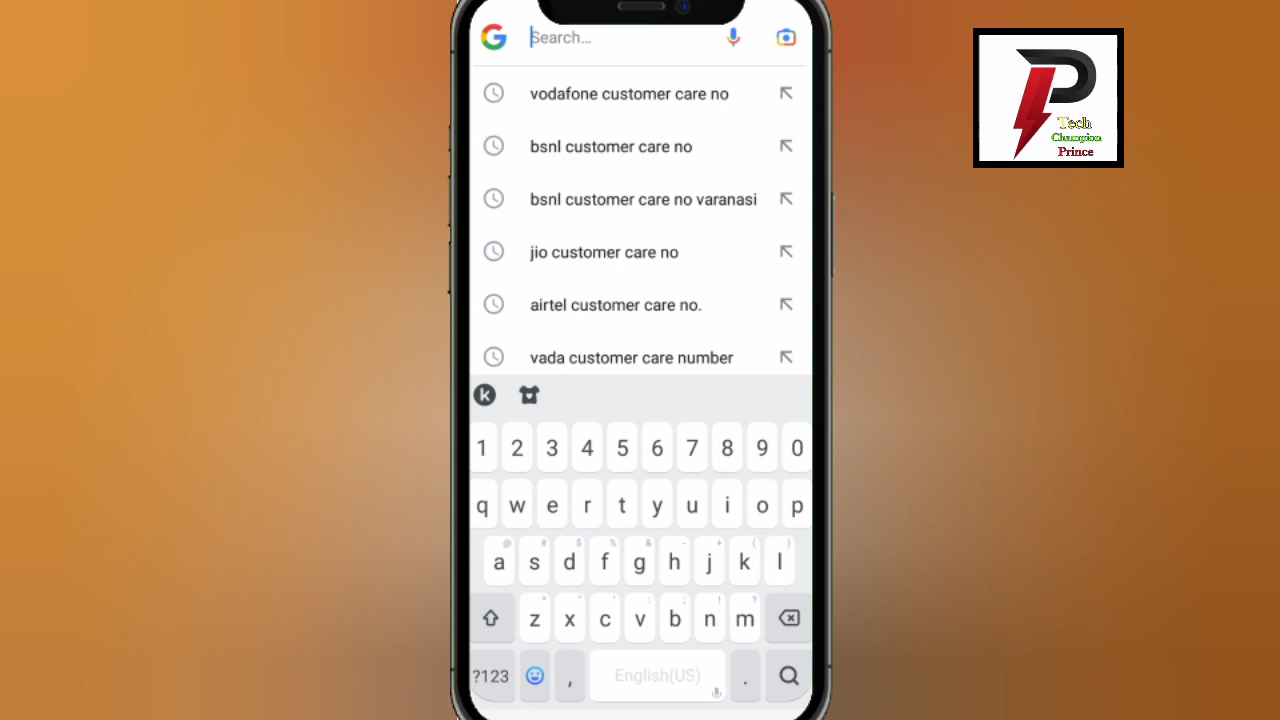 Search...
vodafone customer care no
bsnl customer care no
bsnl customer care no varanasi
jio customer care no
airtel customer care no.
vada customer care number
k
1 2 3 4 5 6 7 8 9 0
q w e r t y u i o p
@ # $ % & - + ( )
a s d f g h j k l
* " ' : ; ! ?
z x c v b n m
?123 , English(US) .
P
Tech
Champion
Prince